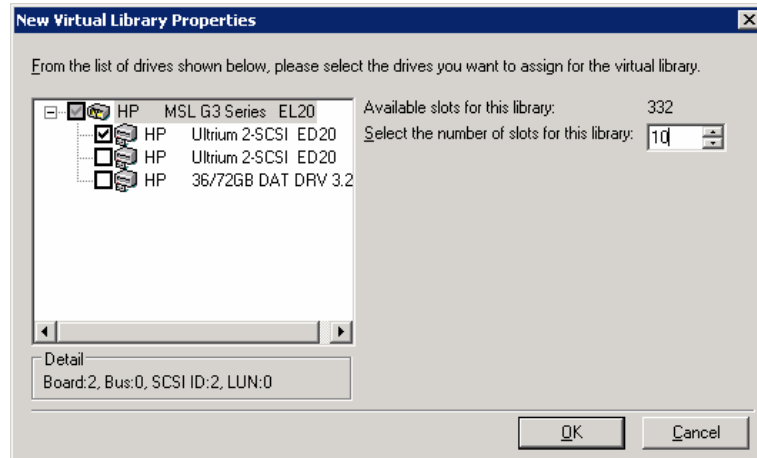 New Virtual Library Properties
From the list of drives shown below, please select the drives you want to assign for the virtual library.
HP MSL G3 Series EL20
HP Ultrium 2-SCSI ED20
HP Ultrium 2-SCSI ED20
HP 36/72GB DAT DRV 3.2
Available slots for this library: 332
Select the number of slots for this library: 10
Detail
Board:2, Bus:0, SCSI ID:2, LUN:0
OK Cancel